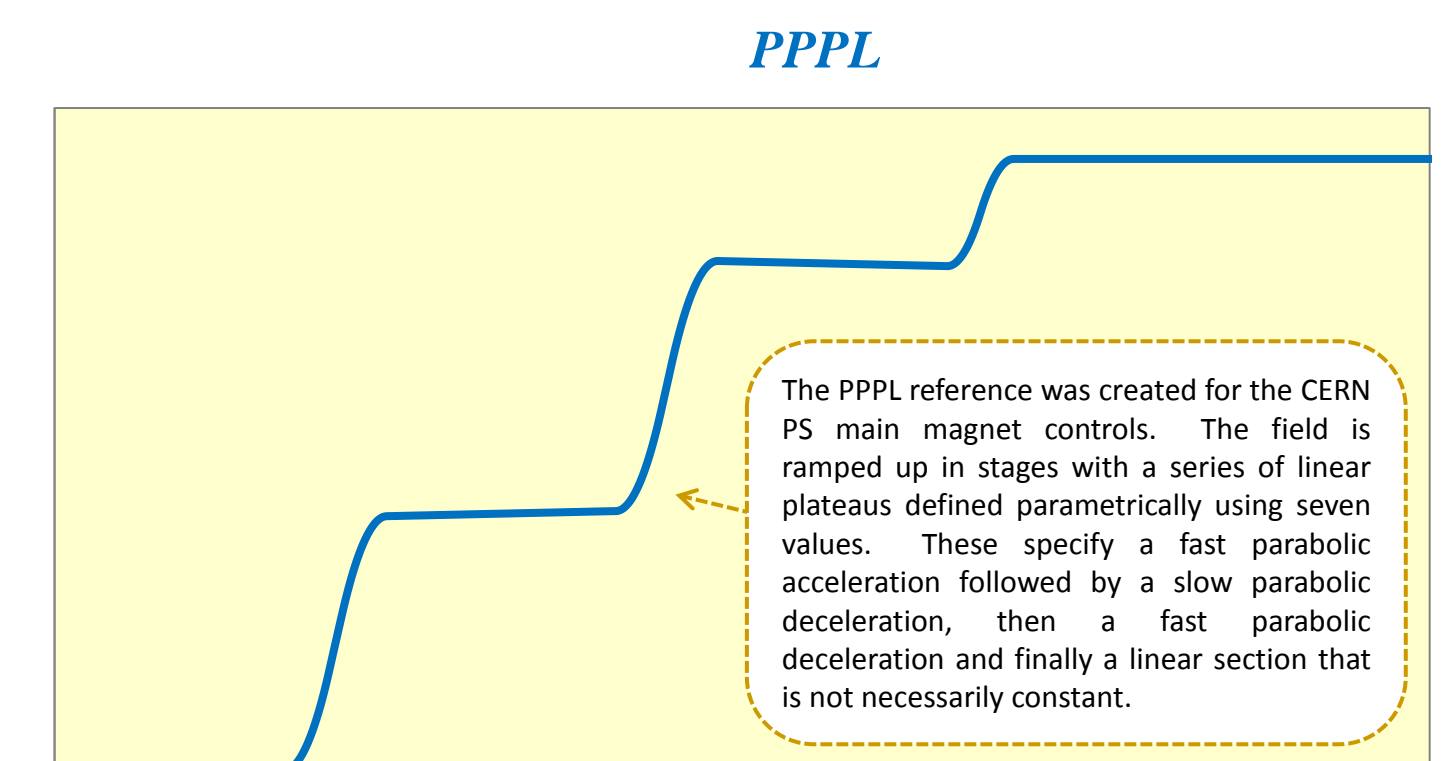 PPPL
The PPPL reference was created for the CERN
PS main magnet controls. The field is
ramped up in stages with a series of linear
plateaus defined parametrically using seven
values. These specify a fast parabolic
acceleration followed by a slow parabolic
deceleration, then a fast parabolic
deceleration and finally a linear section that
is not necessarily constant.